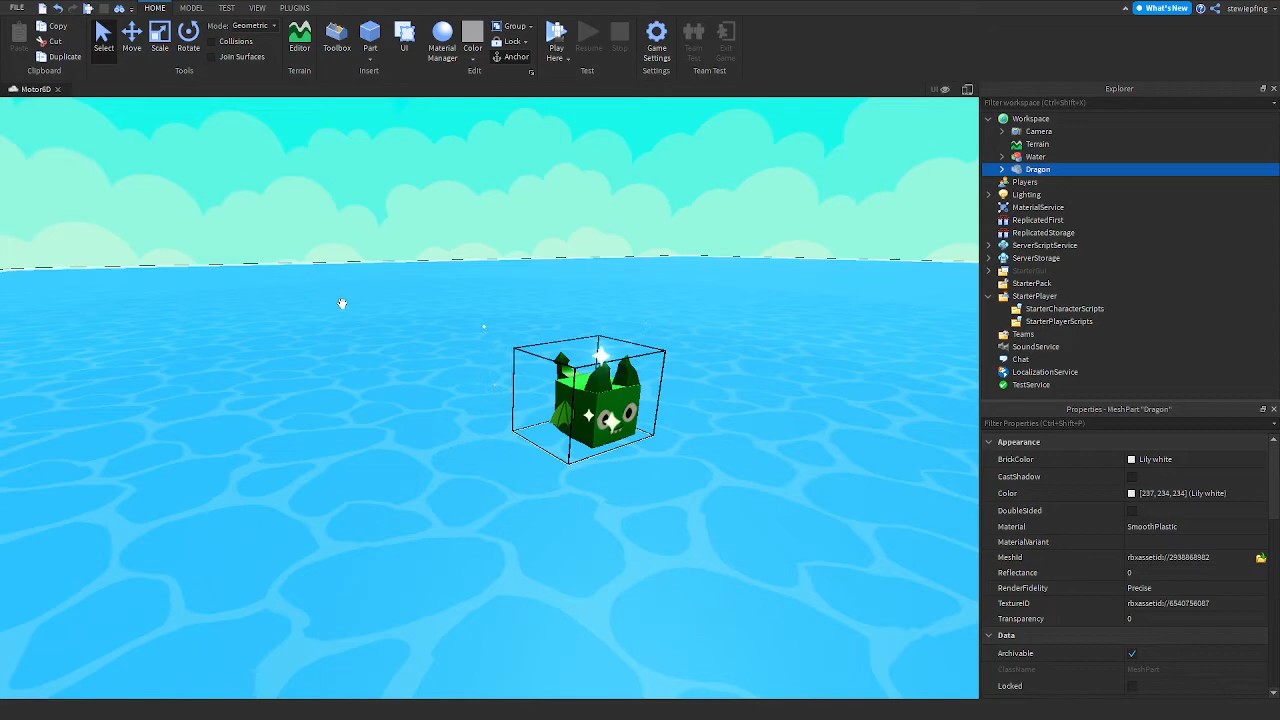 FILE HOME MODEL TEST VIEW PLUGINS What's New stewiepfing
Paste Copy Cut Duplicate Clipboard
Select Move Scale Rotate Mode: Geometric Collisions Join Surfaces Tools
Editor Terrain
Toolbox Part UI Insert
Material Manager Color Group Lock Anchor Edit
Play Here Resume Stop Test
Game Settings Settings
Team Test Exit Game Team Test
Motor6D UI
Explorer
Filter workspace (Ctrl+Shift+X)
Workspace
Camera
Terrain
Water
Dragon
Players
Lighting
MaterialService
ReplicatedFirst
ReplicatedStorage
ServerScriptService
ServerStorage
StarterGui
StarterPack
StarterPlayer
StarterCharacterScripts
StarterPlayerScripts
Teams
SoundService
Chat
LocalizationService
TestService
Properties - MeshPart "Dragon"
Filter Properties (Ctrl+Shift+P)
Appearance
BrickColor Lily white
CastShadow
Color [237, 234, 234] (Lily white)
DoubleSided
Material SmoothPlastic
MaterialVariant
MeshId rbxassetid://2938868982
Reflectance 0
RenderFidelity Precise
TextureID rbxassetid://6540756087
Transparency 0
Data
Archivable
ClassName MeshPart
Locked